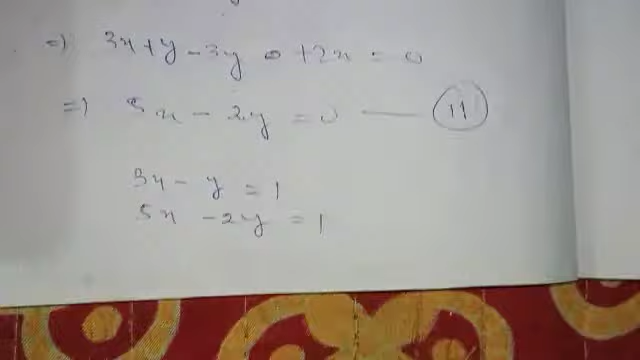 =) 3x + y - 3y + 2x = 0
=) 5x - 2y = 0 — (11)
3x - y = 1
5x - 2y = 1